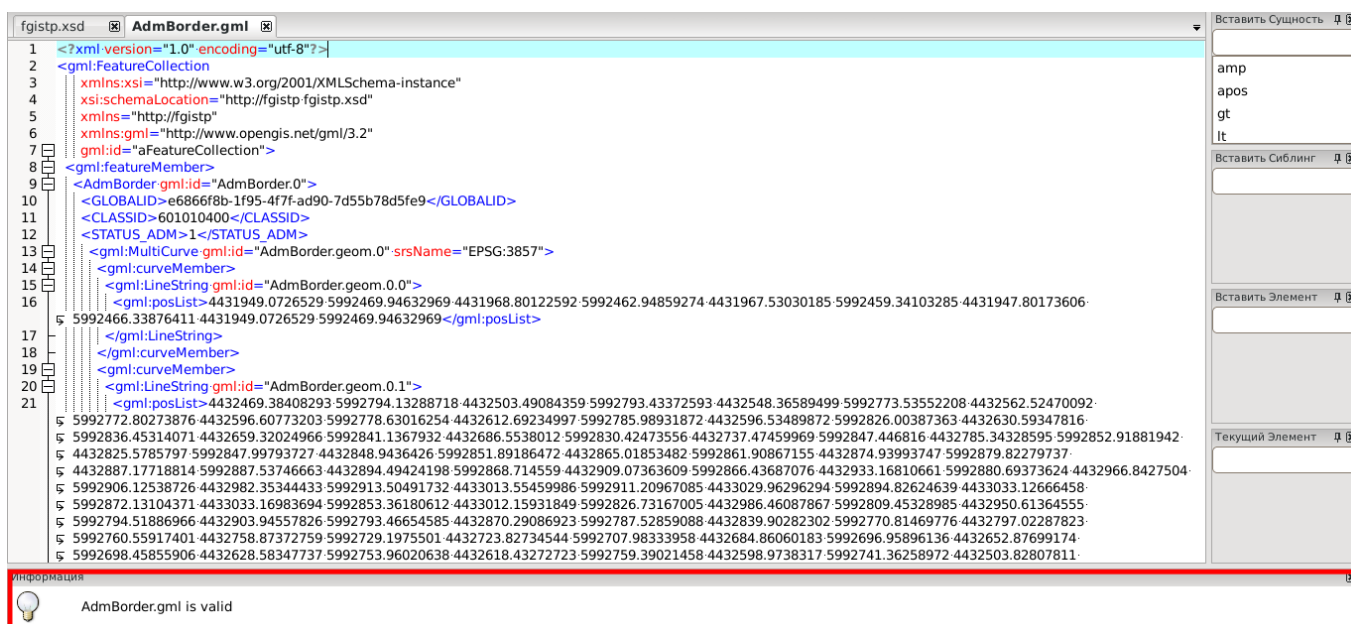 fgistp.xsd AdmBorder.gml
1 <?xml·version="1.0"·encoding="utf-8"?>
2 <gml:FeatureCollection
3 xmlns:xsi="http://www.w3.org/2001/XMLSchema-instance"
4 xsi:schemaLocation="http://fgistp·fgistp.xsd"
5 xmlns="http://fgistp"
6 xmlns:gml="http://www.opengis.net/gml/3.2"
7 gml:id="aFeatureCollection">
8 <gml:featureMember>
9 <AdmBorder·gml:id="AdmBorder.0">
10 <GLOBALID>e6866f8b-1f95-4f7f-ad90-7d55b78d5fe9</GLOBALID>
11 <CLASSID>601010400</CLASSID>
12 <STATUS_ADM>1</STATUS_ADM>
13 <gml:MultiCurve·gml:id="AdmBorder.geom.0"·srsName="EPSG:3857">
14 <gml:curveMember>
15 <gml:LineString·gml:id="AdmBorder.geom.0.0">
16 <gml:posList>4431949.0726529·5992469.94632969·4431968.80122592·5992462.94859274·4431967.53030185·5992459.34103285·4431947.80173606·
5992466.33876411·4431949.0726529·5992469.94632969</gml:posList>
17 </gml:LineString>
18 </gml:curveMember>
19 <gml:curveMember>
20 <gml:LineString·gml:id="AdmBorder.geom.0.1">
21 <gml:posList>4432469.38408293·5992794.13288718·4432503.49084359·5992793.43372593·4432548.36589499·5992773.53552208·4432562.52470092·
5992772.80273876·4432596.60773203·5992778.63016254·4432612.69234997·5992785.98931872·4432596.53489872·5992826.00387363·4432630.59347816·
5992836.45314071·4432659.32024966·5992841.1367932·4432686.5538012·5992830.42473556·4432737.47459969·5992847.446816·4432785.34328595·5992852.91881942·
4432825.5785797·5992847.99793727·4432848.9436426·5992851.89186472·4432865.01853482·5992861.90867155·4432874.93993747·5992879.82279737·
4432887.17718814·5992887.53746663·4432894.49424198·5992868.714559·4432909.07363609·5992866.43687076·4432933.16810661·5992880.69373624·4432966.8427504·
5992906.12538726·4432982.35344433·5992913.50491732·4433013.55459986·5992911.20967085·4433029.96296294·5992894.82624639·4433033.12666458·
5992872.13104371·4433033.16983694·5992853.36180612·4433012.15931849·5992826.73167005·4432986.46087867·5992809.45328985·4432950.61364555·
5992794.51886966·4432903.94557826·5992793.46654585·4432870.29086923·5992787.52859088·4432839.90282302·5992770.81469776·4432797.02287823·
5992760.55917401·4432758.87372759·5992729.1975501·4432723.82734544·5992707.98333958·4432684.86060183·5992696.95896136·4432652.87699174·
5992698.45855906·4432628.58347737·5992753.96020638·4432618.43272723·5992759.39021458·4432598.9738317·5992741.36258972·4432503.82807811·
Вставить Сущность
amp
apos
gt
lt
Вставить Сиблинг
Вставить Элемент
Текущий Элемент
Информация
AdmBorder.gml is valid